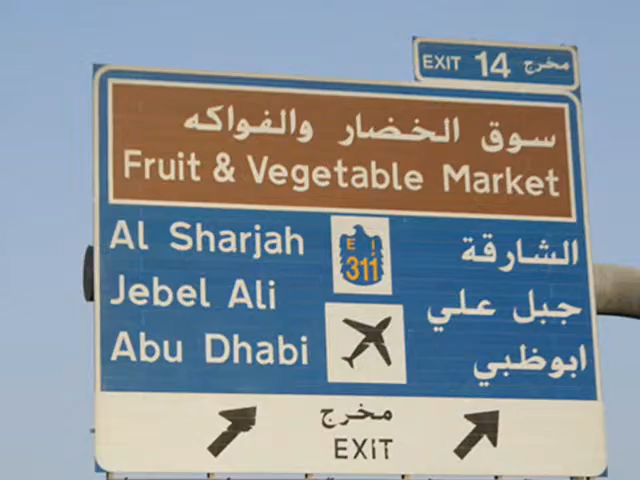 EXIT 14 مخرج
سوق الخضار والفواكه
Fruit & Vegetable Market
Al Sharjah الشارقة
E إ
311
Jebel Ali جبل علي
Abu Dhabi ابوظبي
مخرج
EXIT